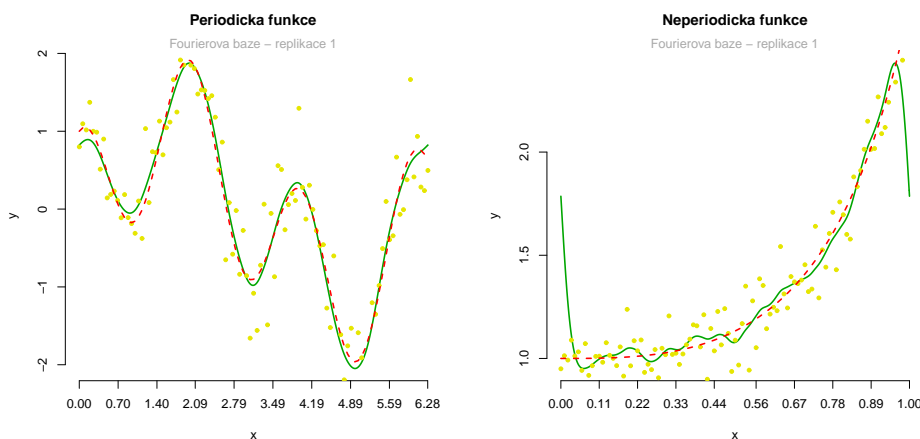 Periodicka funkce
Fourierova baze − replikace 1
y
2
1
0
−1
−2
0.00 0.70 1.40 2.79 3.49 4.19 4.89 5.59 6.28
x
Neperiodicka funkce
Fourierova baze − replikace 1
y
2.0
1.5
1.0
0.00 0.11 0.22 0.33 0.44 0.56 0.67 0.78 0.89 1.00
x